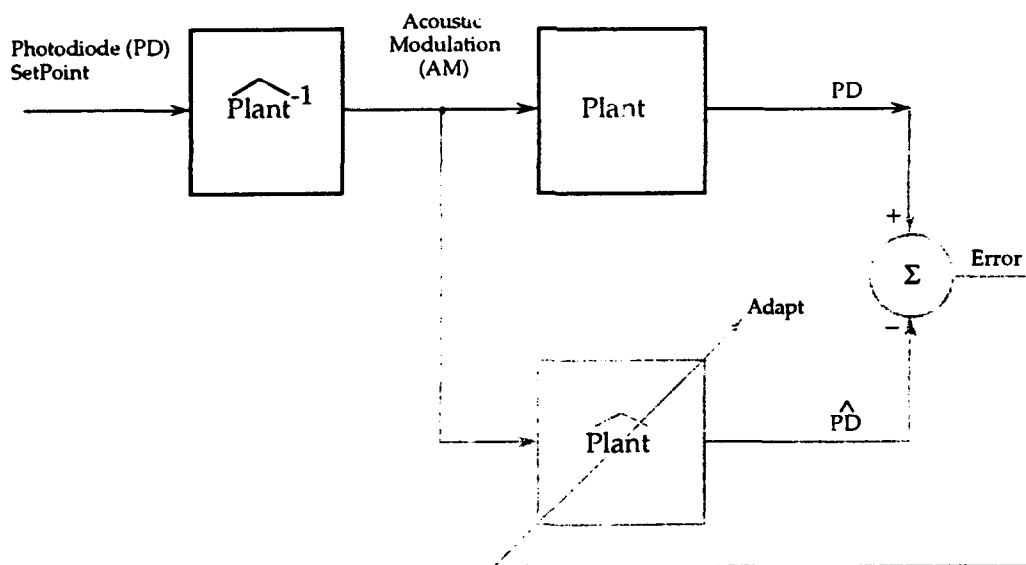 Photodiode (PD)
SetPoint
Acoustic
Modulation
(AM)
Plant^-1
Plant
PD
+
Σ
Error
−
Adapt
Plant
P̂D